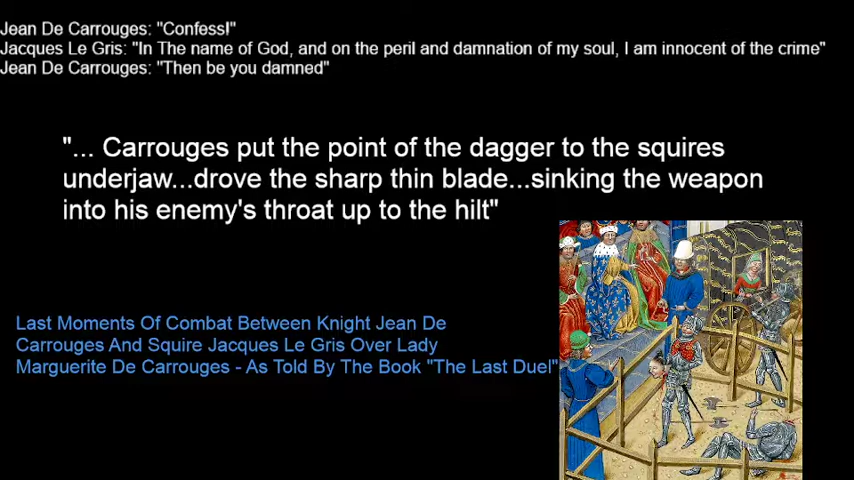 Jean De Carrouges: "Confess!"
Jacques Le Gris: "In The name of God, and on the peril and damnation of my soul, I am innocent of the crime"
Jean De Carrouges: "Then be you damned"
"... Carrouges put the point of the dagger to the squires
underjaw...drove the sharp thin blade...sinking the weapon
into his enemy's throat up to the hilt"
Last Moments Of Combat Between Knight Jean De
Carrouges And Squire Jacques Le Gris Over Lady
Marguerite De Carrouges - As Told By The Book "The Last Duel"